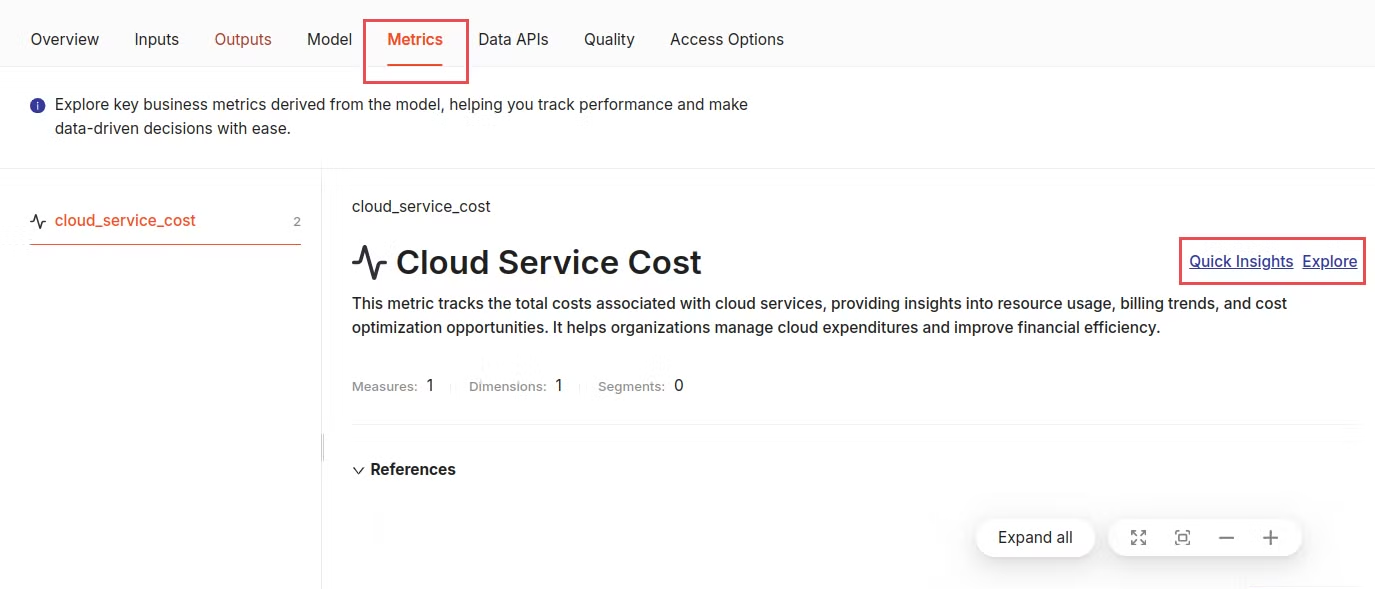 Overview Inputs Outputs Model Metrics Data APIs Quality Access Options
Explore key business metrics derived from the model, helping you track performance and make
data-driven decisions with ease.
cloud_service_cost 2
cloud_service_cost
Cloud Service Cost
Quick Insights Explore
This metric tracks the total costs associated with cloud services, providing insights into resource usage, billing trends, and cost
optimization opportunities. It helps organizations manage cloud expenditures and improve financial efficiency.
Measures: 1 Dimensions: 1 Segments: 0
References
Expand all